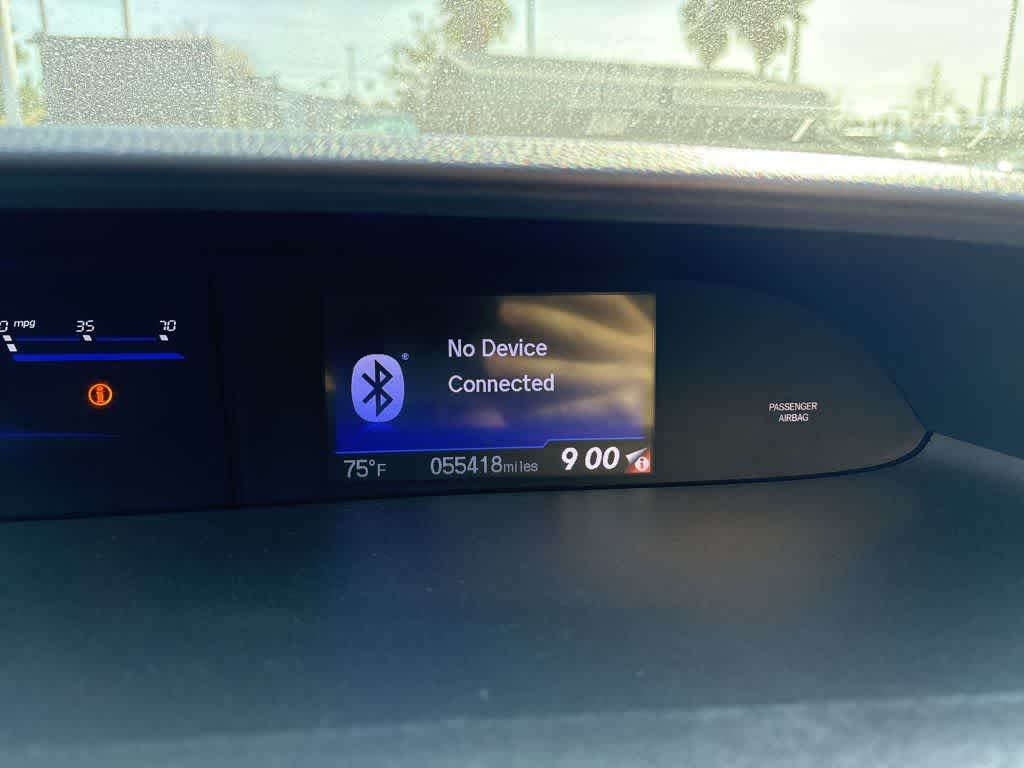 mpg 35 70
No Device
Connected
PASSENGER
AIRBAG
75°F 055418miles 9 00